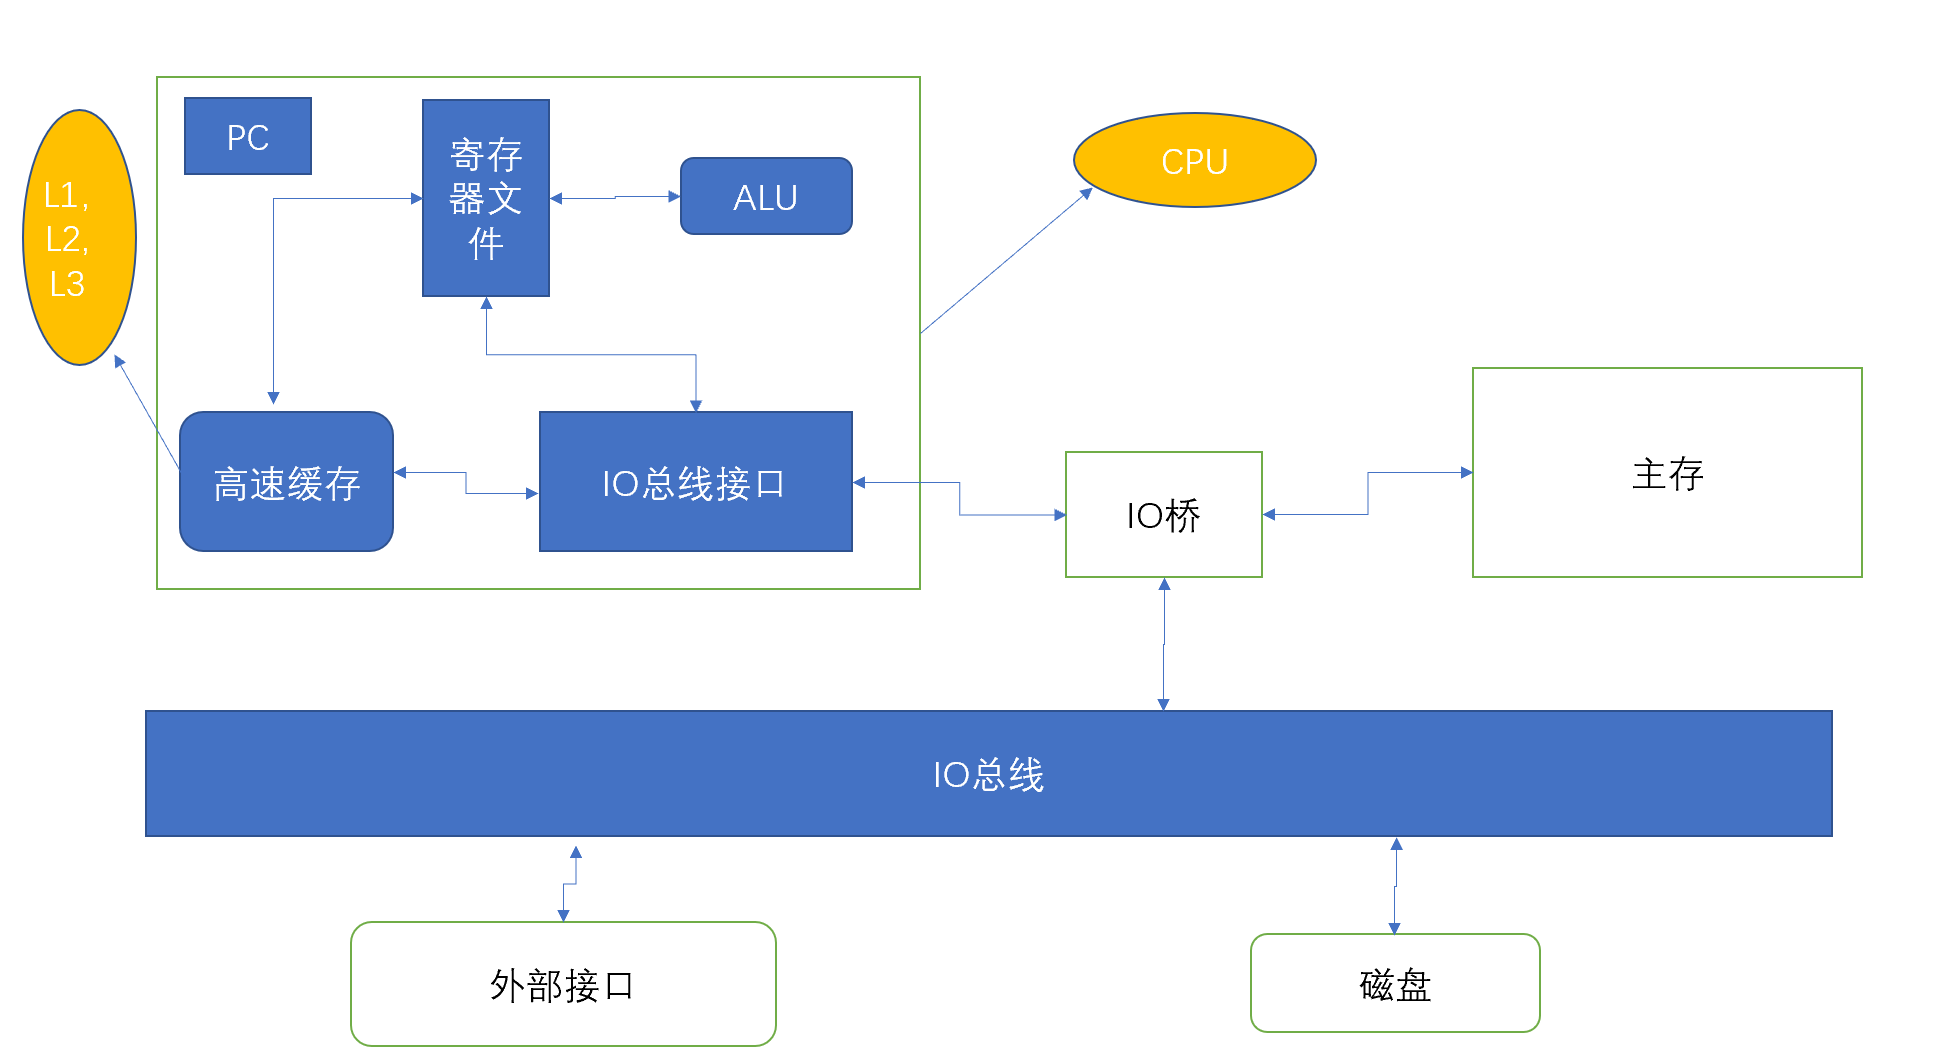 PC
寄存
器文
件
ALU
L1,
L2,
L3
CPU
高速缓存
IO总线接口
IO桥
主存
IO总线
外部接口
磁盘